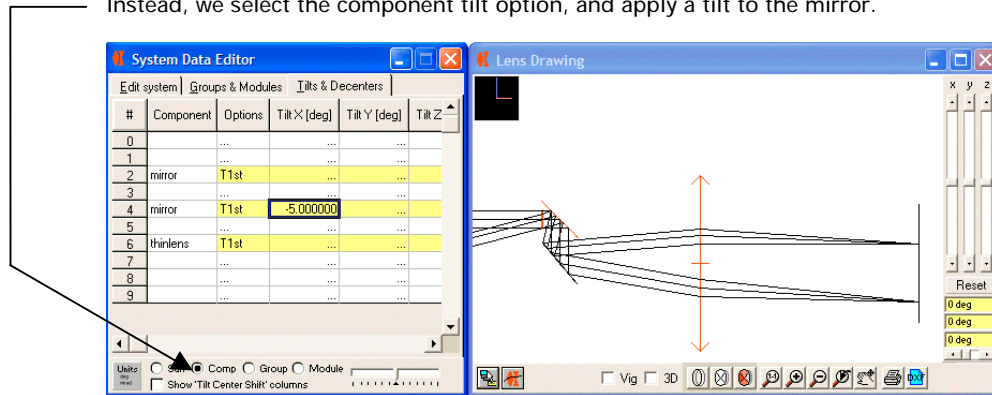 Instead, we select the component tilt option, and apply a tilt to the mirror.
System Data Editor
Edit system Groups & Modules Tilts & Decenters
# Component Options Tilt X [deg] Tilt Y [deg] Tilt Z
0 ... ... ...
1 ... ... ...
2 mirror T1st ... ...
3 ... ... ...
4 mirror T1st -5.000000 ...
5 ... ... ...
6 thinlens T1st ... ...
7 ... ... ...
8 ... ... ...
9 ... ... ...
Units
Comp Group Module
Show 'Tilt Center Shift' columns
Lens Drawing
x y z
Reset
0 deg
0 deg
0 deg
Vig 3D
DXF